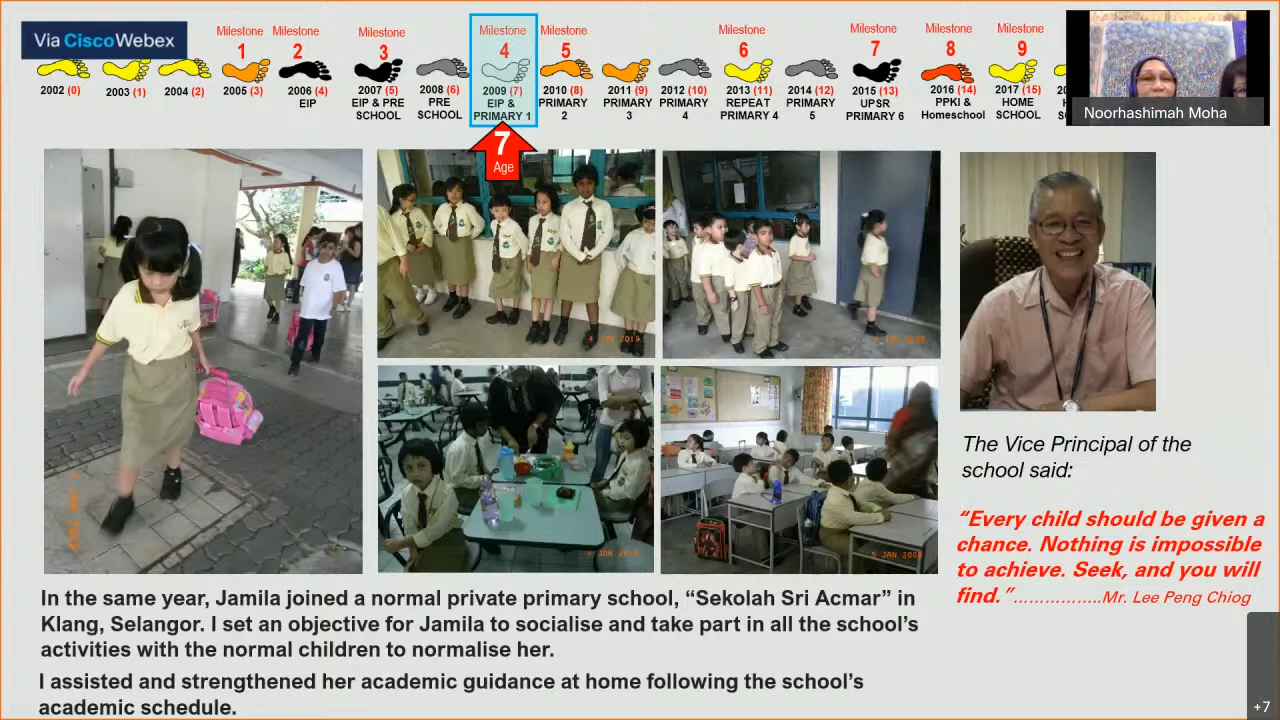 Via CiscoWebex
Milestone Milestone Milestone Milestone Milestone Milestone Milestone Milestone Milestone
1 2 3 4 5 6 7 8 9
2002 (0) 2003 (1) 2004 (2) 2005 (3) 2006 (4) 2007 (5) 2008 (6) 2009 (7) 2010 (8) 2011 (9) 2012 (10) 2013 (11) 2014 (12) 2015 (13) 2016 (14) 2017 (15)
EIP EIP & PRE PRE EIP & PRIMARY PRIMARY PRIMARY REPEAT PRIMARY UPSR PPKI & HOME
SCHOOL SCHOOL PRIMARY 1 2 3 4 PRIMARY 4 5 PRIMARY 6 Homeschool SCHOOL
Noorhashimah Moha
7
Age
5 JAN 2009
The Vice Principal of the
school said:
“Every child should be given a
chance. Nothing is impossible
to achieve. Seek, and you will
find.”……………..Mr. Lee Peng Chiog
In the same year, Jamila joined a normal private primary school, “Sekolah Sri Acmar” in
Klang, Selangor. I set an objective for Jamila to socialise and take part in all the school’s
activities with the normal children to normalise her.
I assisted and strengthened her academic guidance at home following the school’s
academic schedule.
+7